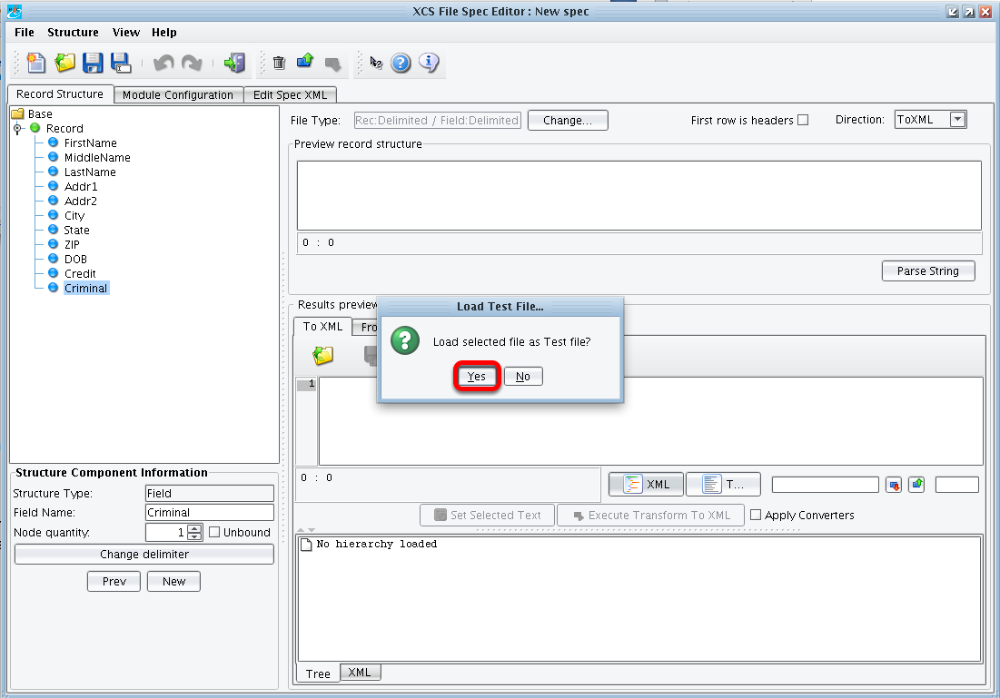 XCS File Spec Editor : New spec
File Structure View Help
Record Structure Module Configuration Edit Spec XML
Base
Record
FirstName
MiddleName
LastName
Addr1
Addr2
City
State
ZIP
DOB
Credit
Criminal
File Type: Rec:Delimited / Field:Delimited Change... First row is headers Direction: ToXML
Preview record structure
0 : 0
Parse String
Results preview
To XML Fro
Load Test File...
Load selected file as Test file?
Yes No
1
0 : 0
XML T...
Set Selected Text Execute Transform To XML Apply Converters
No hierarchy loaded
Tree XML
Structure Component Information
Structure Type: Field
Field Name: Criminal
Node quantity: 1 Unbound
Change delimiter
Prev New